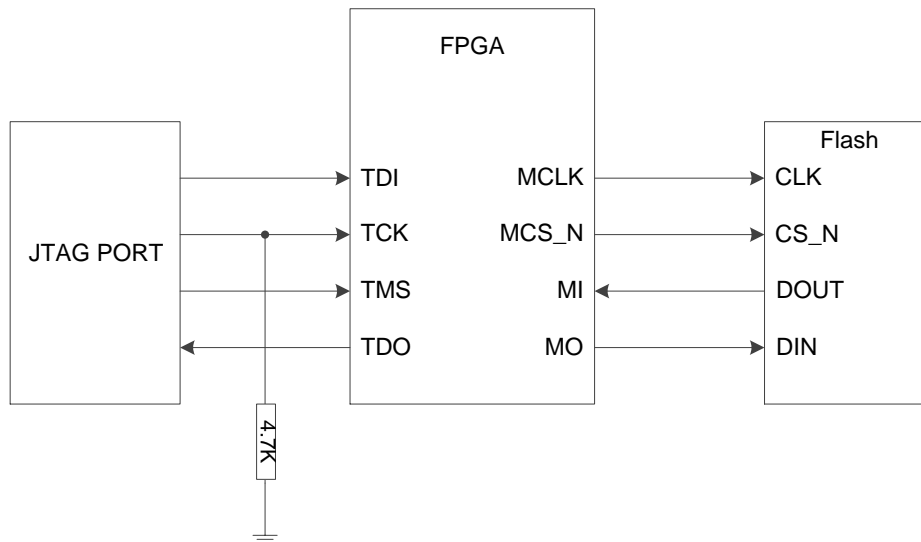 FPGA
Flash
JTAG PORT
TDI
TCK
TMS
TDO
MCLK
MCS_N
MI
MO
CLK
CS_N
DOUT
DIN
4.7K